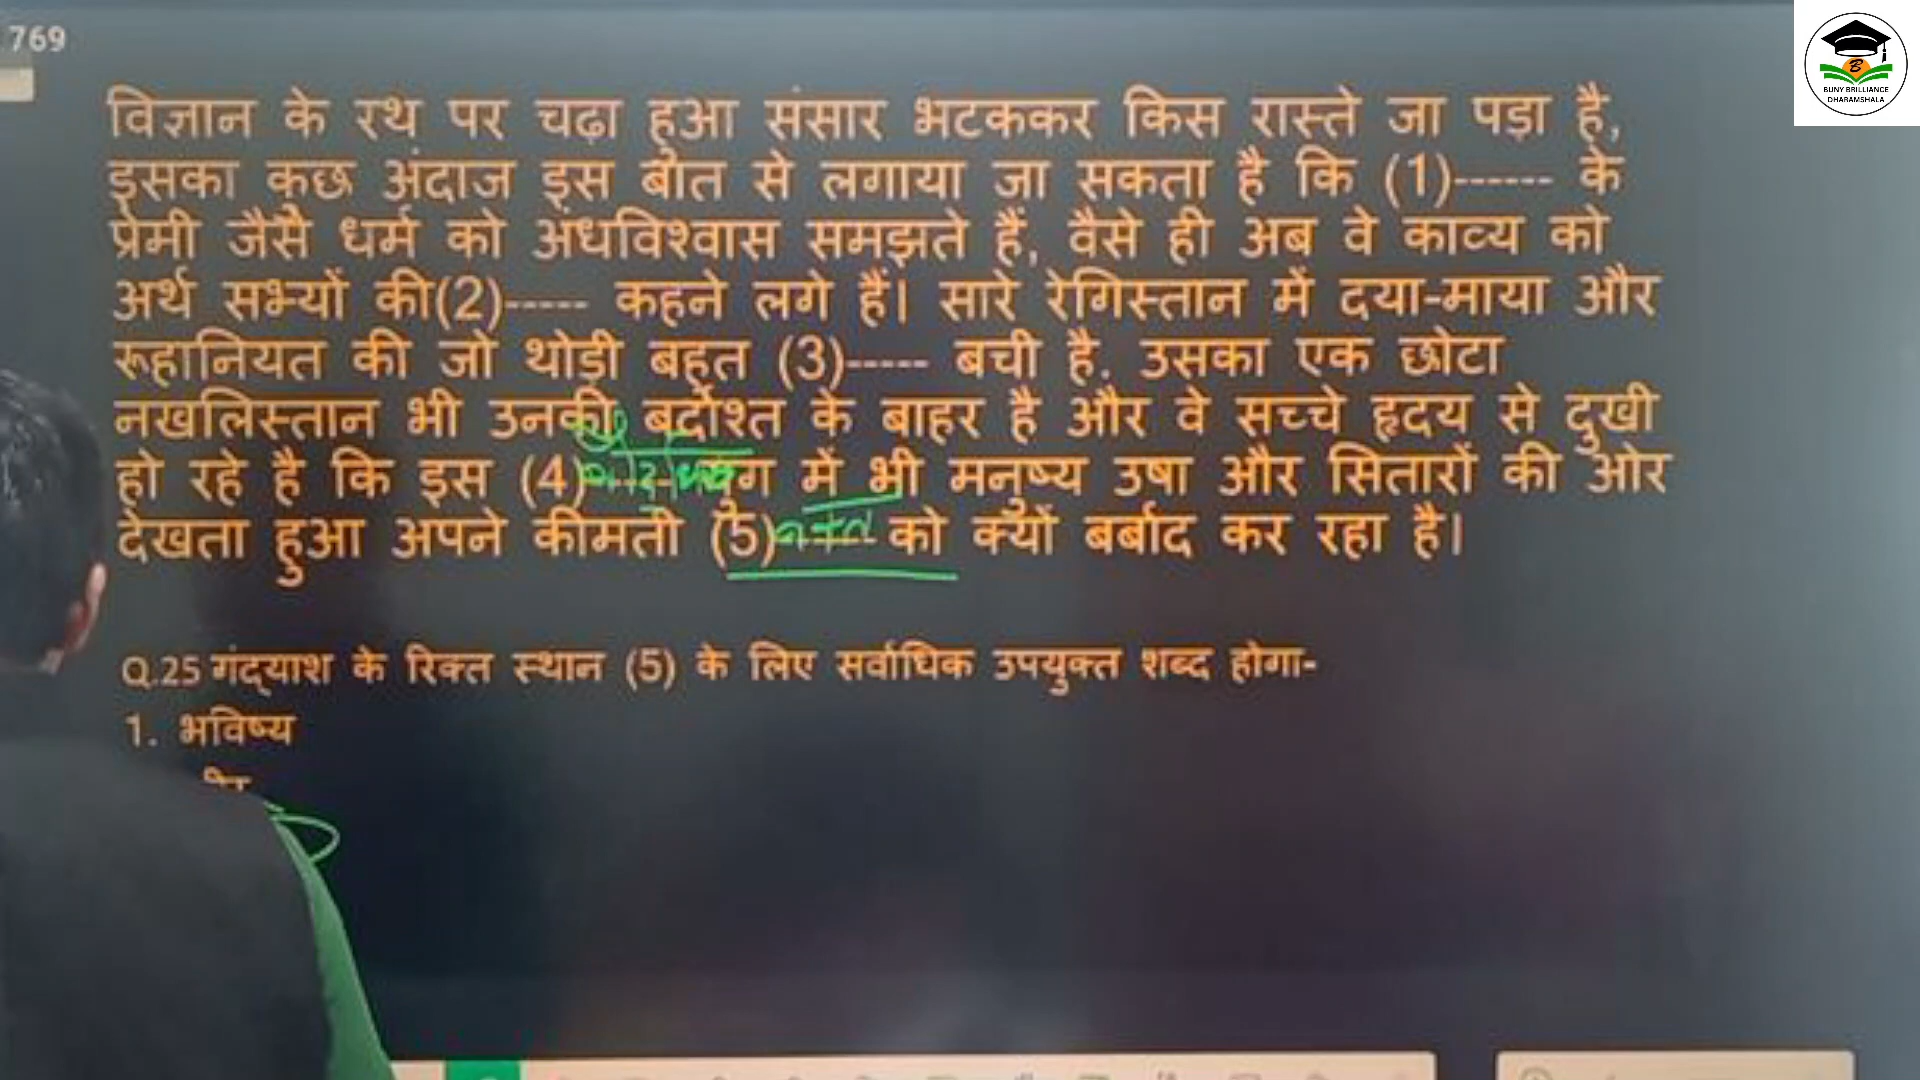 769
BUNY BRILLIANCE
DHARAMSHALA
विज्ञान के रथ पर चढ़ा हुआ संसार भटककर किस रास्ते जा पड़ा है,
इसका कुछ अंदाज इस बात से लगाया जा सकता है कि (1)------ के
प्रेमी जैसे धर्म को अंधविश्वास समझते हैं, वैसे ही अब वे काव्य को
अर्थ सभ्यों की(2)----- कहने लगे हैं। सारे रेगिस्तान में दया-माया और
रूहानियत की जो थोड़ी बहुत (3)----- बची है. उसका एक छोटा
नखलिस्तान भी उनकी बर्दाश्त के बाहर है और वे सच्चे हृदय से दुखी
हो रहे है कि इस (4)----- युग में भी मनुष्य उषा और सितारों की ओर
देखता हुआ अपने कीमती (5) वक्त को क्यों बर्बाद कर रहा है।
Q.25 गंद्याश के रिक्त स्थान (5) के लिए सर्वाधिक उपयुक्त शब्द होगा-
1. भविष्य